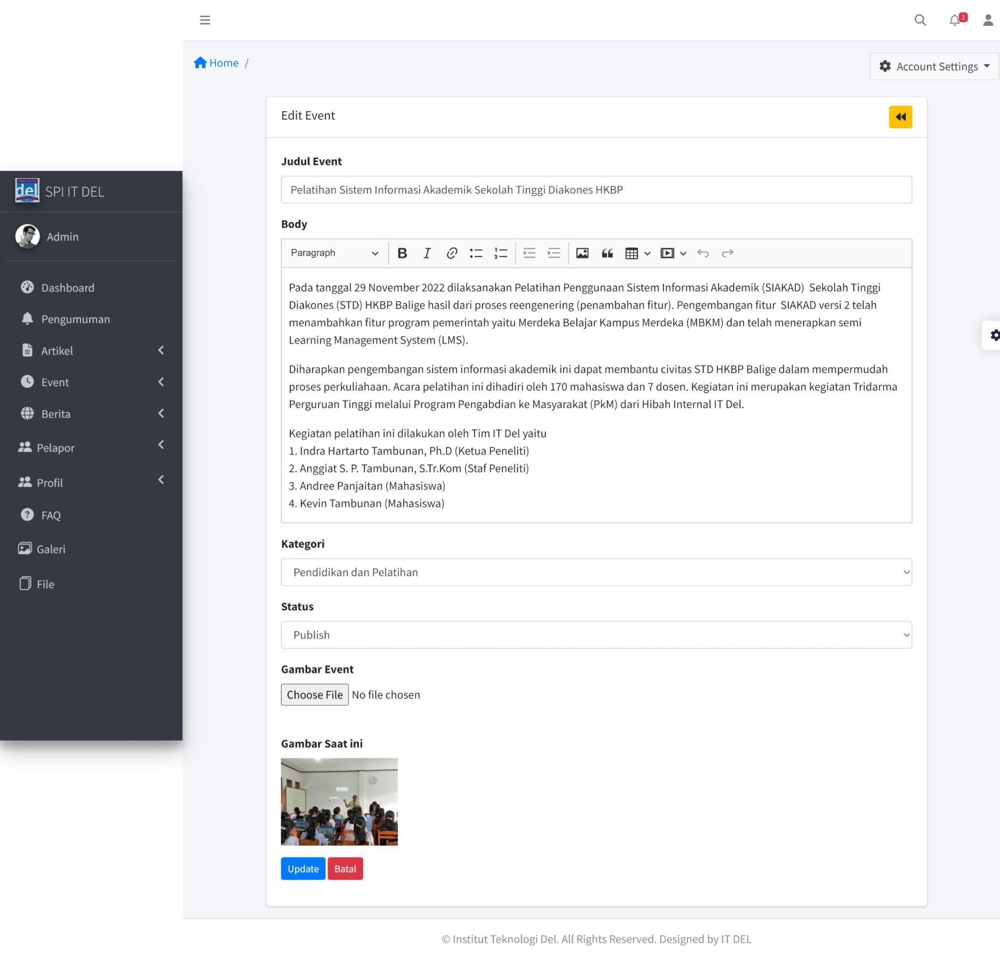 2
Home /
Account Settings
Edit Event
Judul Event
Pelatihan Sistem Informasi Akademik Sekolah Tinggi Diakones HKBP
del
SPI IT DEL
Admin
Dashboard
Pengumuman
Artikel
Event
Berita
Pelapor
Profil
FAQ
Galeri
File
Body
Paragraph
Pada tanggal 29 November 2022 dilaksanakan Pelatihan Penggunaan Sistem Informasi Akademik (SIAKAD)  Sekolah Tinggi
Diakones (STD) HKBP Balige hasil dari proses reengenering (penambahan fitur). Pengembangan fitur  SIAKAD versi 2 telah
menambahkan fitur program pemerintah yaitu Merdeka Belajar Kampus Merdeka (MBKM) dan telah menerapkan semi
Learning Management System (LMS).
Diharapkan pengembangan sistem informasi akademik ini dapat membantu civitas STD HKBP Balige dalam mempermudah
proses perkuliahaan. Acara pelatihan ini dihadiri oleh 170 mahasiswa dan 7 dosen. Kegiatan ini merupakan kegiatan Tridarma
Perguruan Tinggi melalui Program Pengabdian ke Masyarakat (PkM) dari Hibah Internal IT Del.
Kegiatan pelatihan ini dilakukan oleh Tim IT Del yaitu
1. Indra Hartarto Tambunan, Ph.D (Ketua Peneliti)
2. Anggiat S. P. Tambunan, S.Tr.Kom (Staf Peneliti)
3. Andree Panjaitan (Mahasiswa)
4. Kevin Tambunan (Mahasiswa)
Kategori
Pendidikan dan Pelatihan
Status
Publish
Gambar Event
Choose File No file chosen
Gambar Saat ini
EPSON
Update Batal
© Institut Teknologi Del. All Rights Reserved. Designed by IT DEL